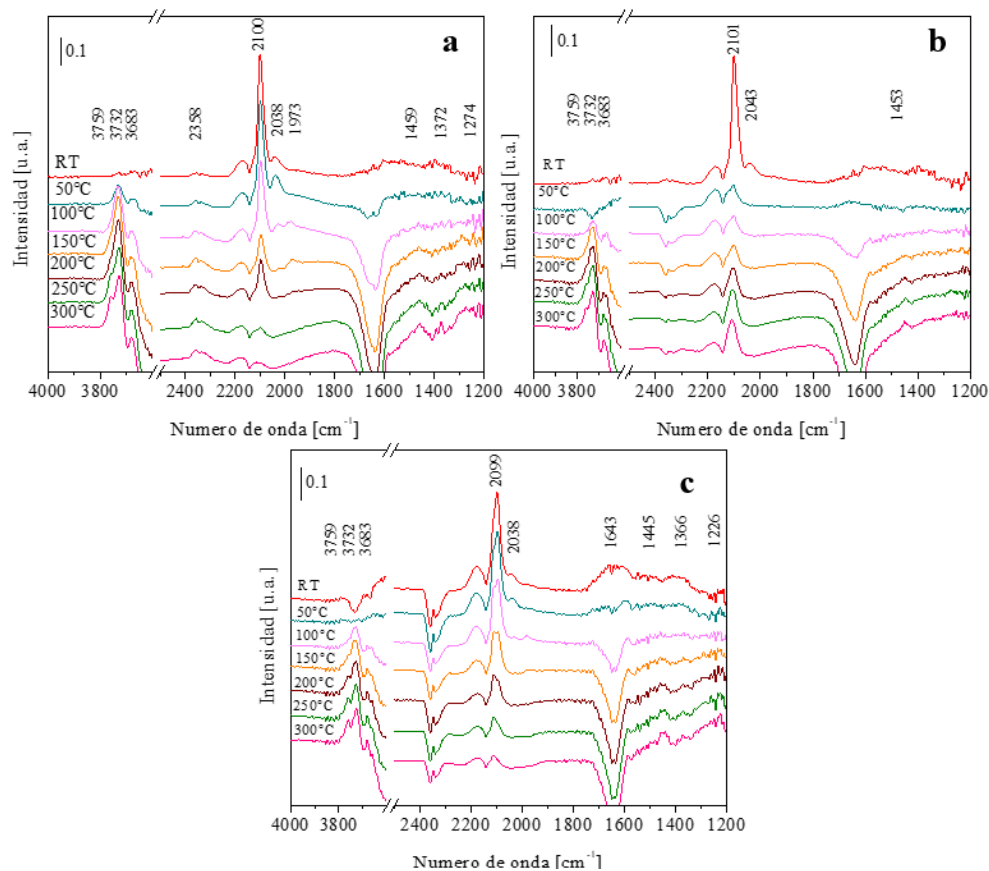 a
0.1
2100
3759
3732
3683
2358
2038
1973
1459
1372
1274
RT
50°C
100°C
150°C
200°C
250°C
300°C
Intensidad [u.a.]
4000 3800 2400 2200 2000 1800 1600 1400 1200
Numero de onda [cm⁻¹]
b
0.1
2101
3759
3732
3683
2043
1453
RT
50°C
100°C
150°C
200°C
250°C
300°C
Intensidad [u.a.]
4000 3800 2400 2200 2000 1800 1600 1400 1200
Numero de onda [cm⁻¹]
c
0.1
2099
3759
3732
3683
2038
1643
1445
1366
1226
RT
50°C
100°C
150°C
200°C
250°C
300°C
Intensidad [u.a.]
4000 3800 2400 2200 2000 1800 1600 1400 1200
Numero de onda [cm⁻¹]